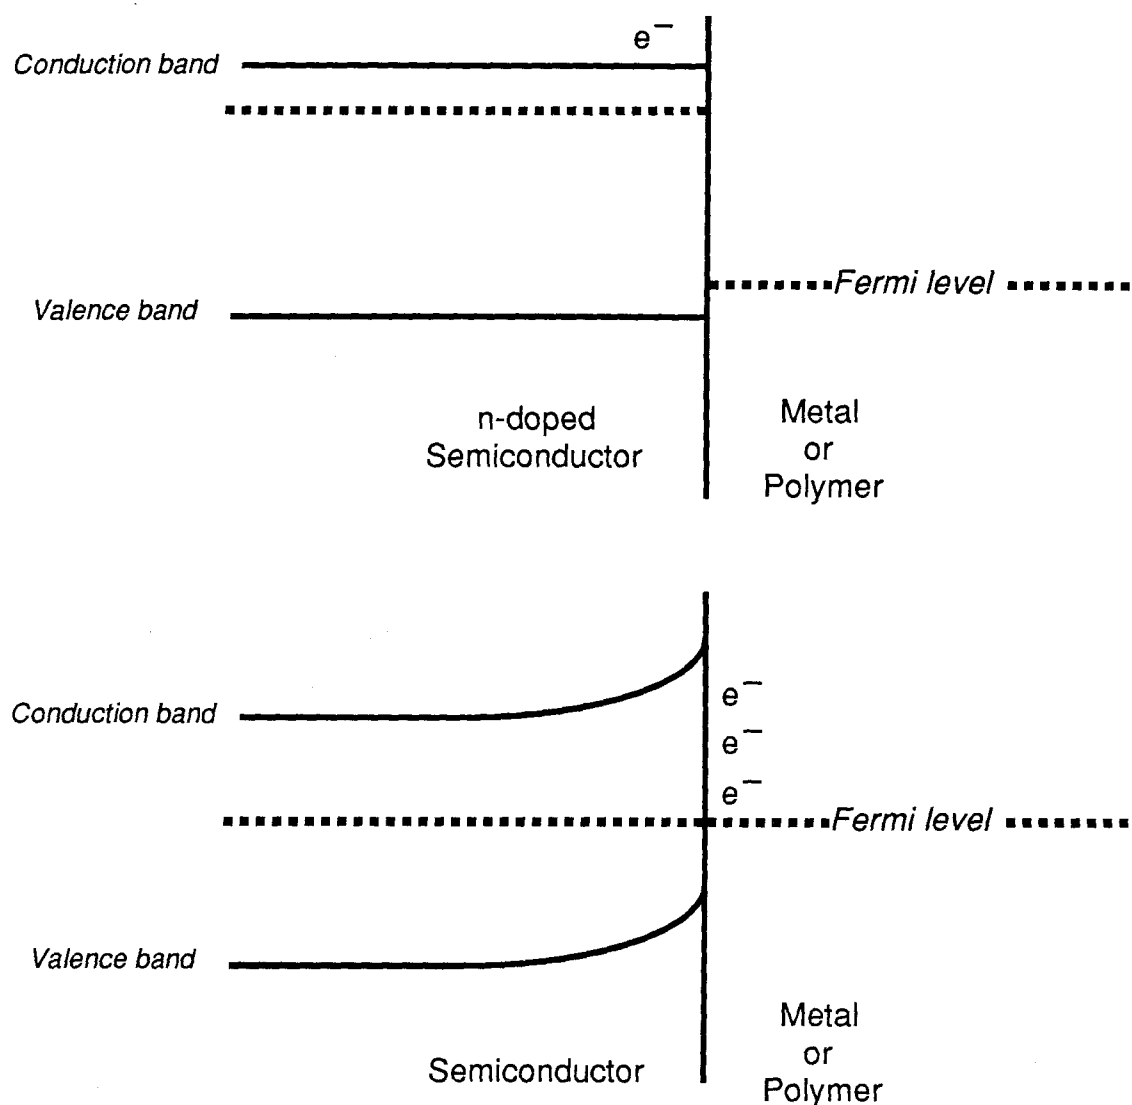 e⁻
Conduction band
Fermi level
Valence band
n-doped
Semiconductor
Metal
or
Polymer
e⁻
Conduction band
e⁻
e⁻
Fermi level
Valence band
Semiconductor
Metal
or
Polymer